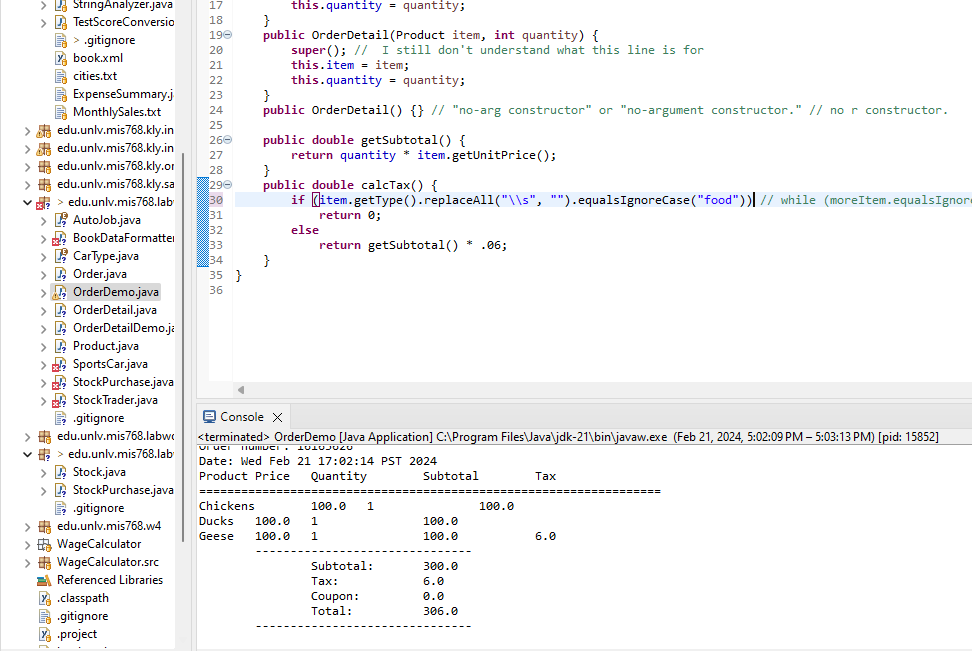 StringAnalyzer.java
TestScoreConversio
> .gitignore
book.xml
cities.txt
ExpenseSummary.j
MonthlySales.txt
edu.unlv.mis768.kly.in
edu.unlv.mis768.kly.in
edu.unlv.mis768.kly.or
edu.unlv.mis768.kly.sa
> edu.unlv.mis768.lab
AutoJob.java
BookDataFormatte
CarType.java
Order.java
OrderDemo.java
OrderDetail.java
OrderDetailDemo.ja
Product.java
SportsCar.java
StockPurchase.java
StockTrader.java
.gitignore
edu.unlv.mis768.labwo
> edu.unlv.mis768.lab
Stock.java
StockPurchase.java
.gitignore
edu.unlv.mis768.w4
WageCalculator
WageCalculator.src
Referenced Libraries
.classpath
.gitignore
.project
17 this.quantity = quantity;
18 }
19 public OrderDetail(Product item, int quantity) {
20 super(); //  I still don't understand what this line is for
21 this.item = item;
22 this.quantity = quantity;
23 }
24 public OrderDetail() {} // "no-arg constructor" or "no-argument constructor." // no r constructor.
25
26 public double getSubtotal() {
27 return quantity * item.getUnitPrice();
28 }
29 public double calcTax() {
30 if (item.getType().replaceAll("\\s", "").equalsIgnoreCase("food")) // while (moreItem.equalsIgnore
31 return 0;
32 else
33 return getSubtotal() * .06;
34 }
35 }
36
Console
<terminated> OrderDemo [Java Application] C:\Program Files\Java\jdk-21\bin\javaw.exe (Feb 21, 2024, 5:02:09 PM – 5:03:13 PM) [pid: 15852]
Date: Wed Feb 21 17:02:14 PST 2024
Product Price Quantity Subtotal Tax
==================================================================
Chickens 100.0 1 100.0
Ducks 100.0 1 100.0
Geese 100.0 1 100.0 6.0
-------------------------------
Subtotal: 300.0
Tax: 6.0
Coupon: 0.0
Total: 306.0
-------------------------------